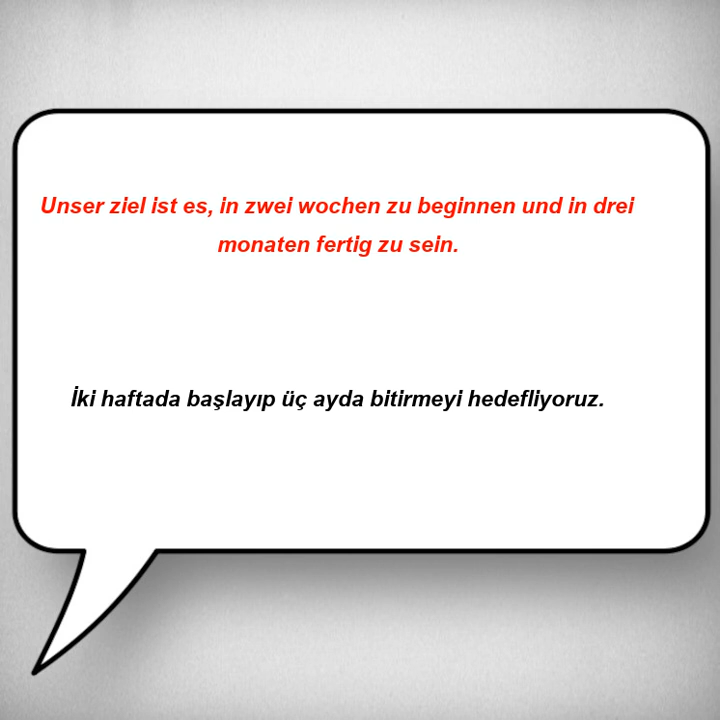 Unser ziel ist es, in zwei wochen zu beginnen und in drei
monaten fertig zu sein.
İki haftada başlayıp üç ayda bitirmeyi hedefliyoruz.